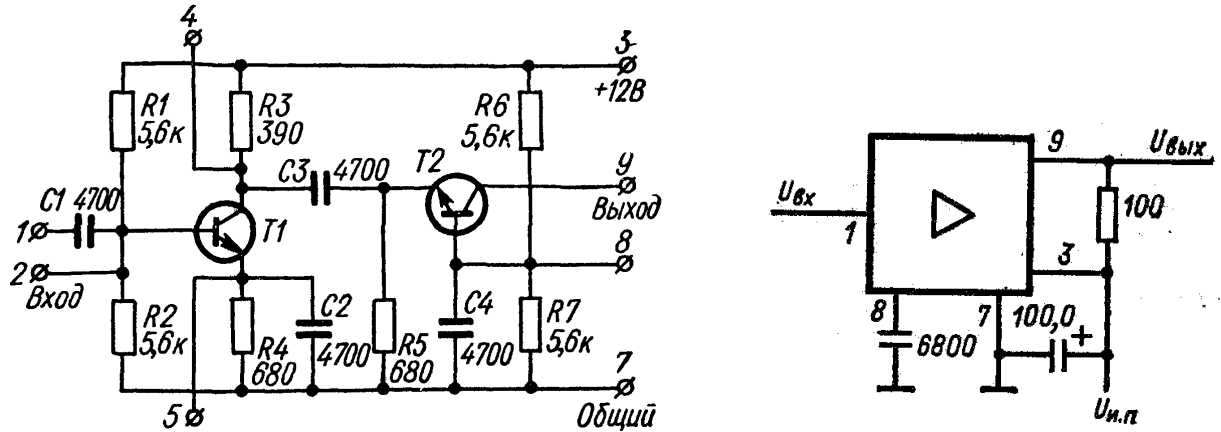 4
3
+12В
R1
5,6к
R3
390
R6
5,6к
C3 4700
T2
9
Выход
C1 4700
1
T1
8
2
Вход
R2
5,6к
R4
680
C2
4700
R5
680
C4
4700
R7
5,6к
7
Общий
5
9
Uвых
Uвх
1
100
3
8
7
100,0
+
6800
Uи.п